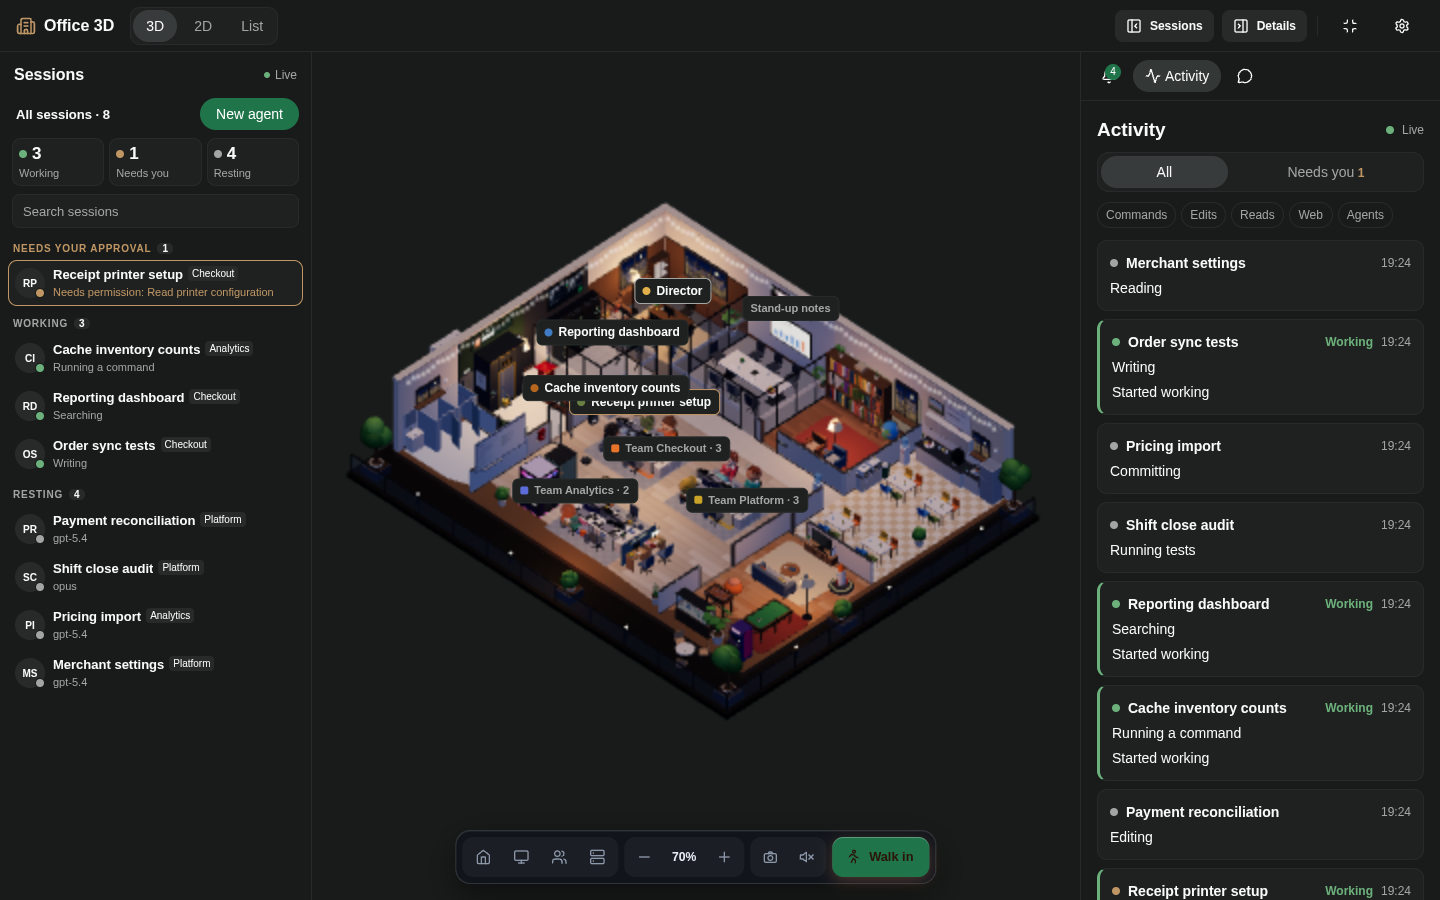 Office 3D
3D
2D
List
Sessions
Details
Sessions
Live
All sessions · 8
New agent
3
Working
1
Needs you
4
Resting
Search sessions
NEEDS YOUR APPROVAL 1
RP
Receipt printer setup Checkout
Needs permission: Read printer configuration
WORKING 3
CI
Cache inventory counts Analytics
Running a command
RD
Reporting dashboard Checkout
Searching
OS
Order sync tests Checkout
Writing
RESTING 4
PR
Payment reconciliation Platform
gpt-5.4
SC
Shift close audit Platform
opus
PI
Pricing import Analytics
gpt-5.4
MS
Merchant settings Platform
gpt-5.4
Director
Stand-up notes
Reporting dashboard
Cache inventory counts
Receipt printer setup
Team Checkout · 3
Team Analytics · 2
Team Platform · 3
70%
Walk in
4
Activity
Activity
Live
All
Needs you 1
Commands
Edits
Reads
Web
Agents
Merchant settings 19:24
Reading
Order sync tests Working 19:24
Writing
Started working
Pricing import 19:24
Committing
Shift close audit 19:24
Running tests
Reporting dashboard Working 19:24
Searching
Started working
Cache inventory counts Working 19:24
Running a command
Started working
Payment reconciliation 19:24
Editing
Receipt printer setup Working 19:24